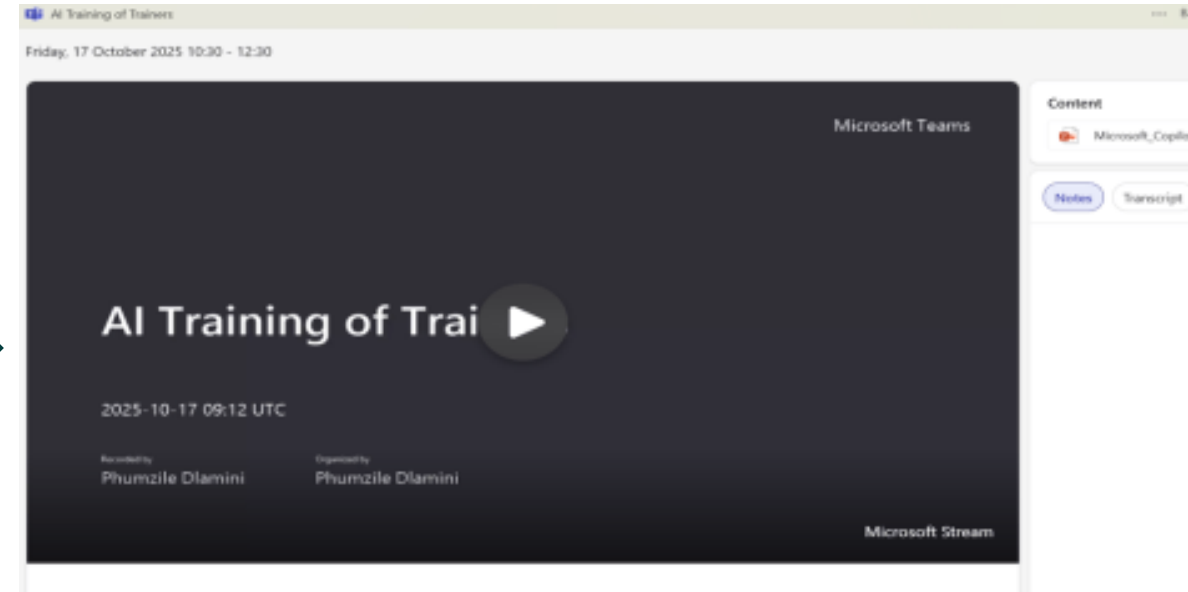 AI Training of Trainers
Friday, 17 October 2025 10:30 - 12:30
Microsoft Teams
Content
Microsoft_Copilo
Notes
Transcript
AI Training of Trai
2025-10-17 09:12 UTC
Recorded by
Organized by
Phumzile Dlamini
Phumzile Dlamini
Microsoft Stream